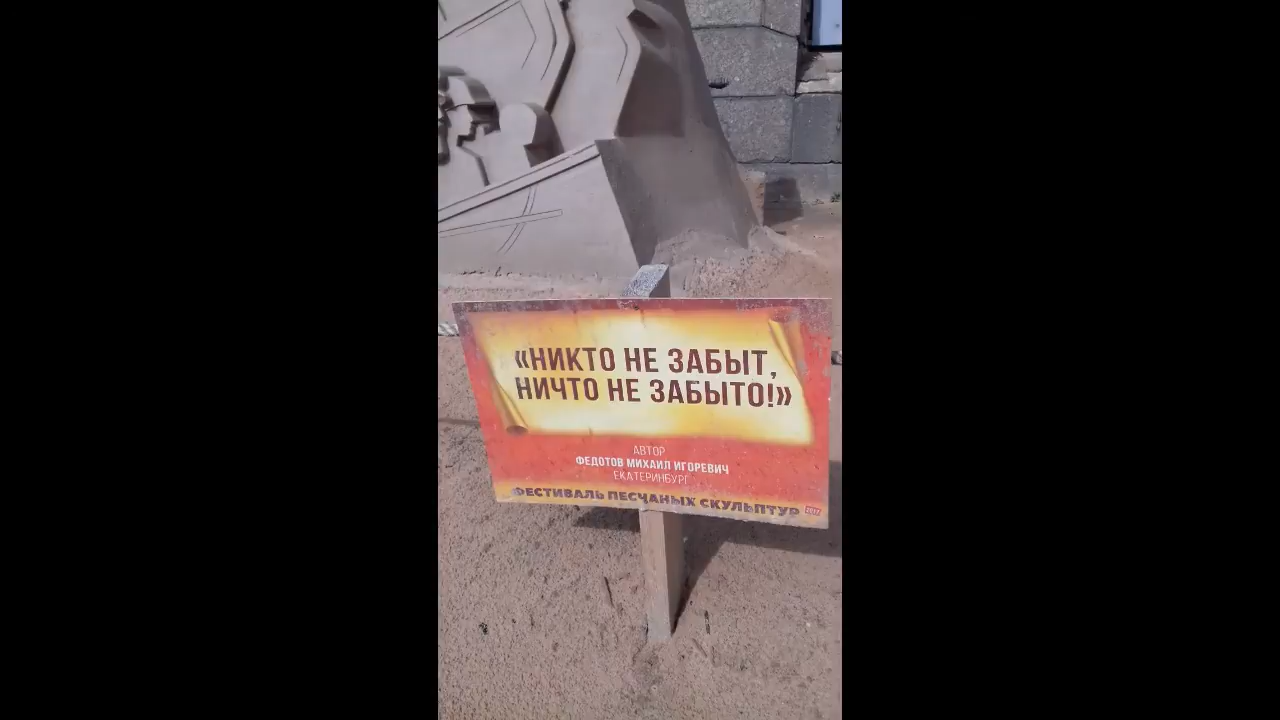 «НИКТО НЕ ЗАБЫТ,
НИЧТО НЕ ЗАБЫТО!»
АВТОР
ФЕДОТОВ МИХАИЛ ИГОРЕВИЧ
ЕКАТЕРИНБУРГ
ФЕСТИВАЛЬ ПЕСЧАНЫХ СКУЛЬПТУР